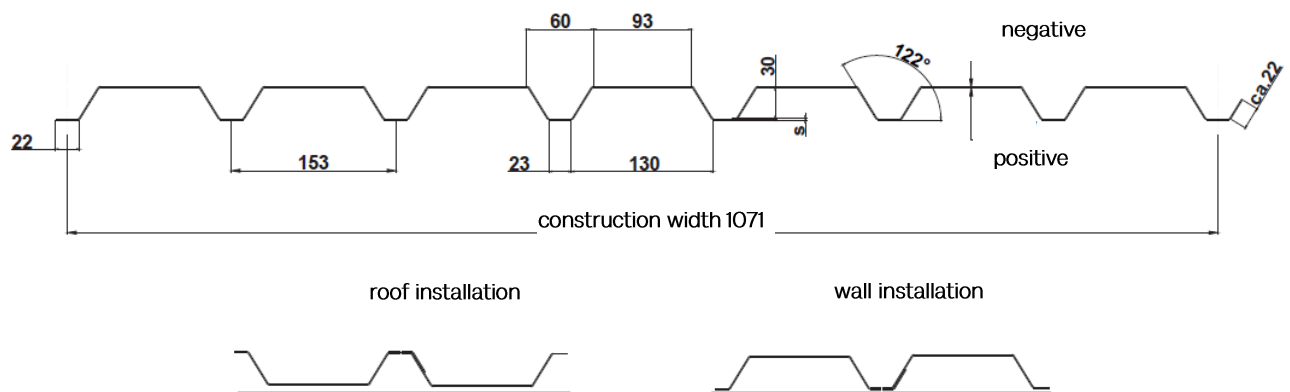 60
93
negative
122°
30
ca.22
22
s
positive
153
23
130
construction width 1071
roof installation
wall installation